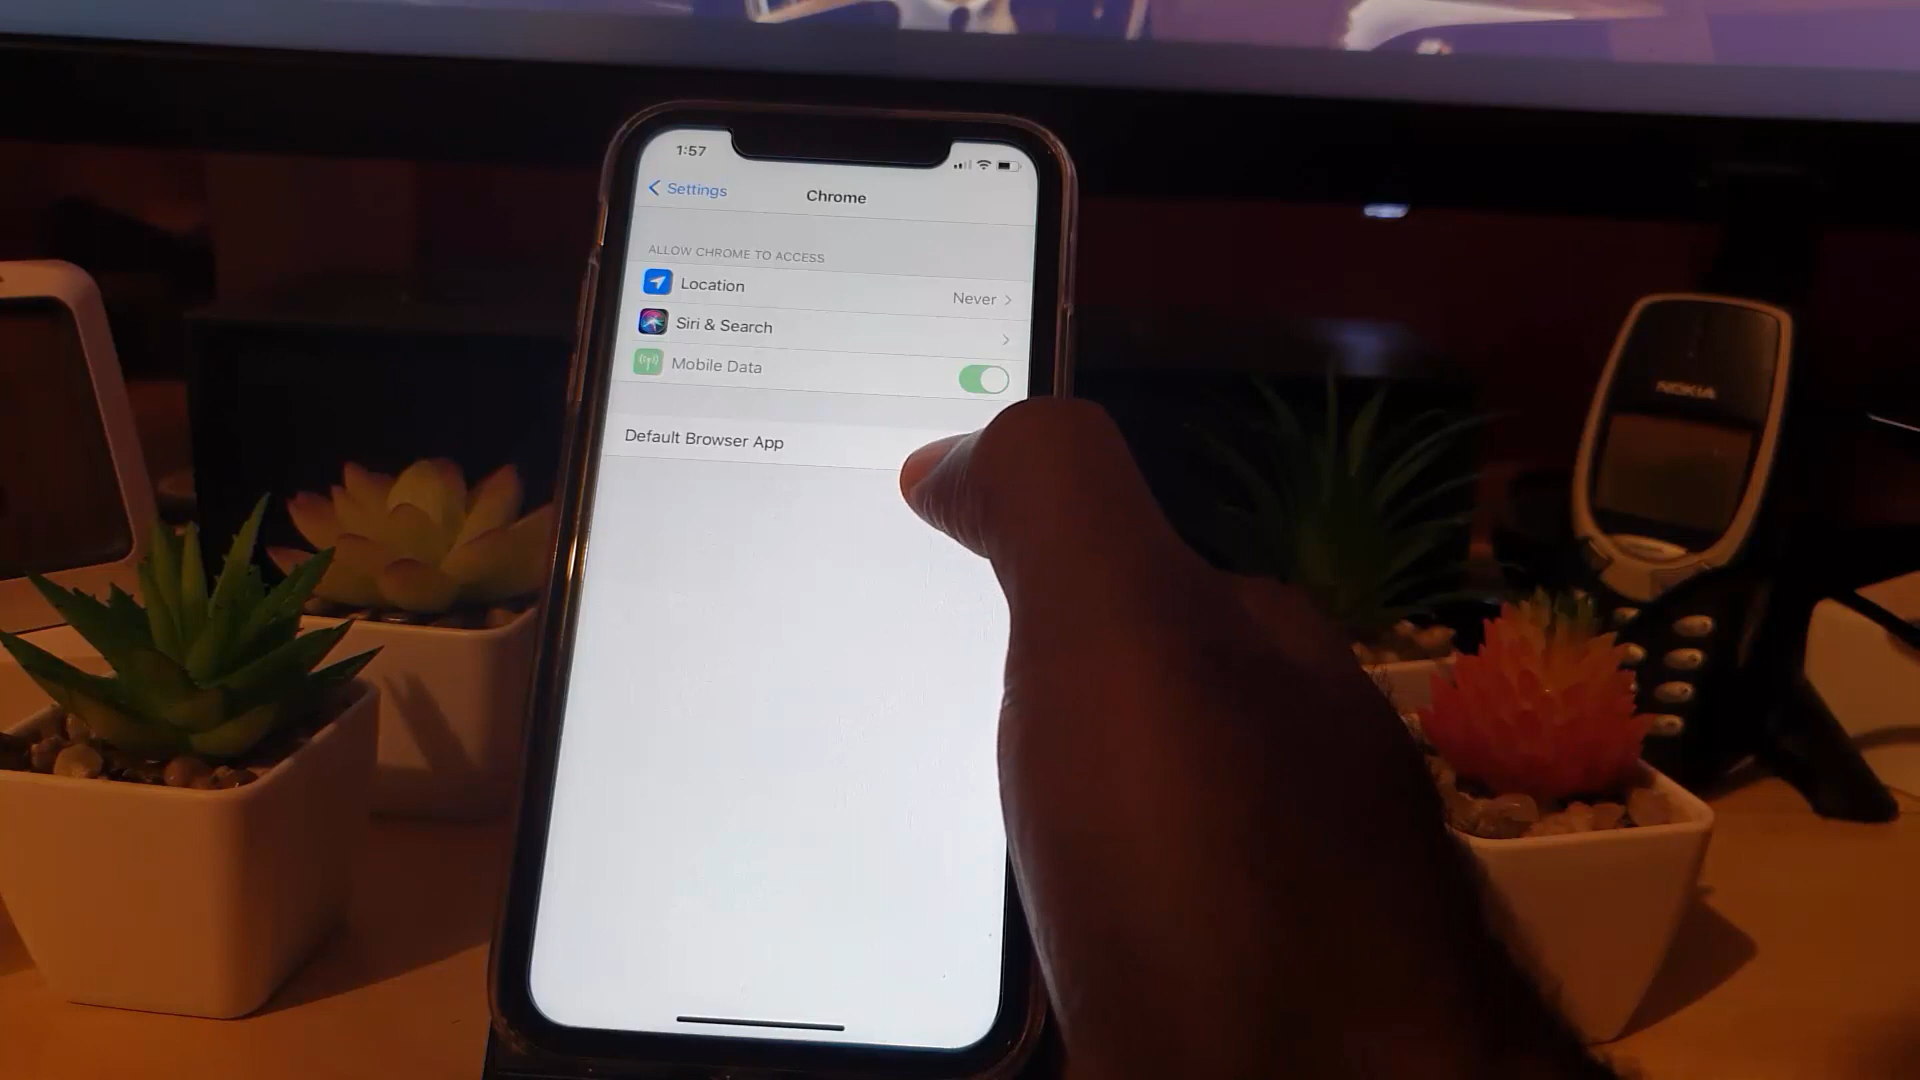 1:57
Settings
Chrome
ALLOW CHROME TO ACCESS
Location
Never
Siri & Search
Mobile Data
Default Browser App
NOKIA